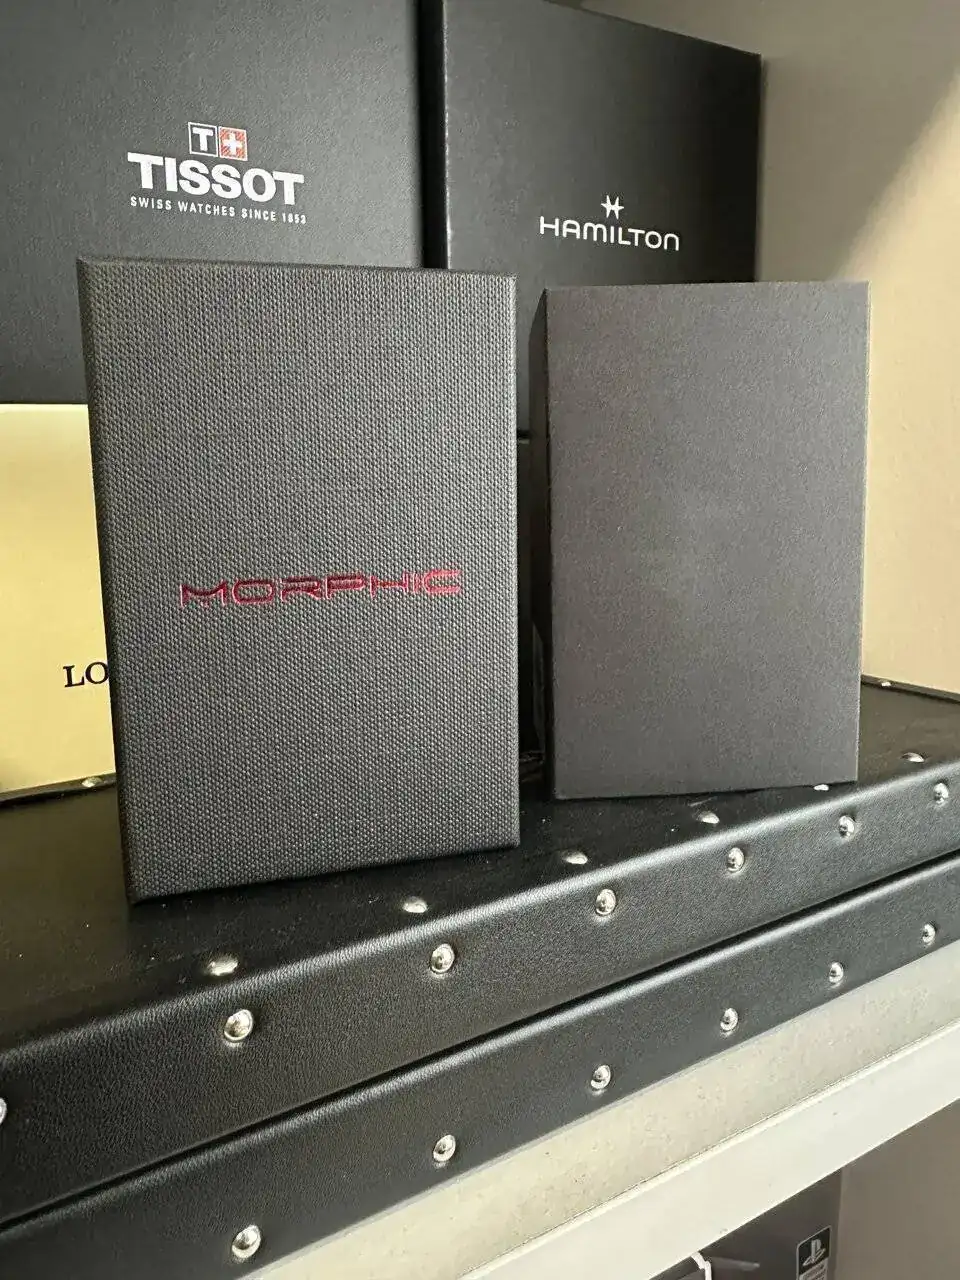 T+
TISSOT
SWISS WATCHES SINCE 1853
HAMILTON
MORPHIC
LO